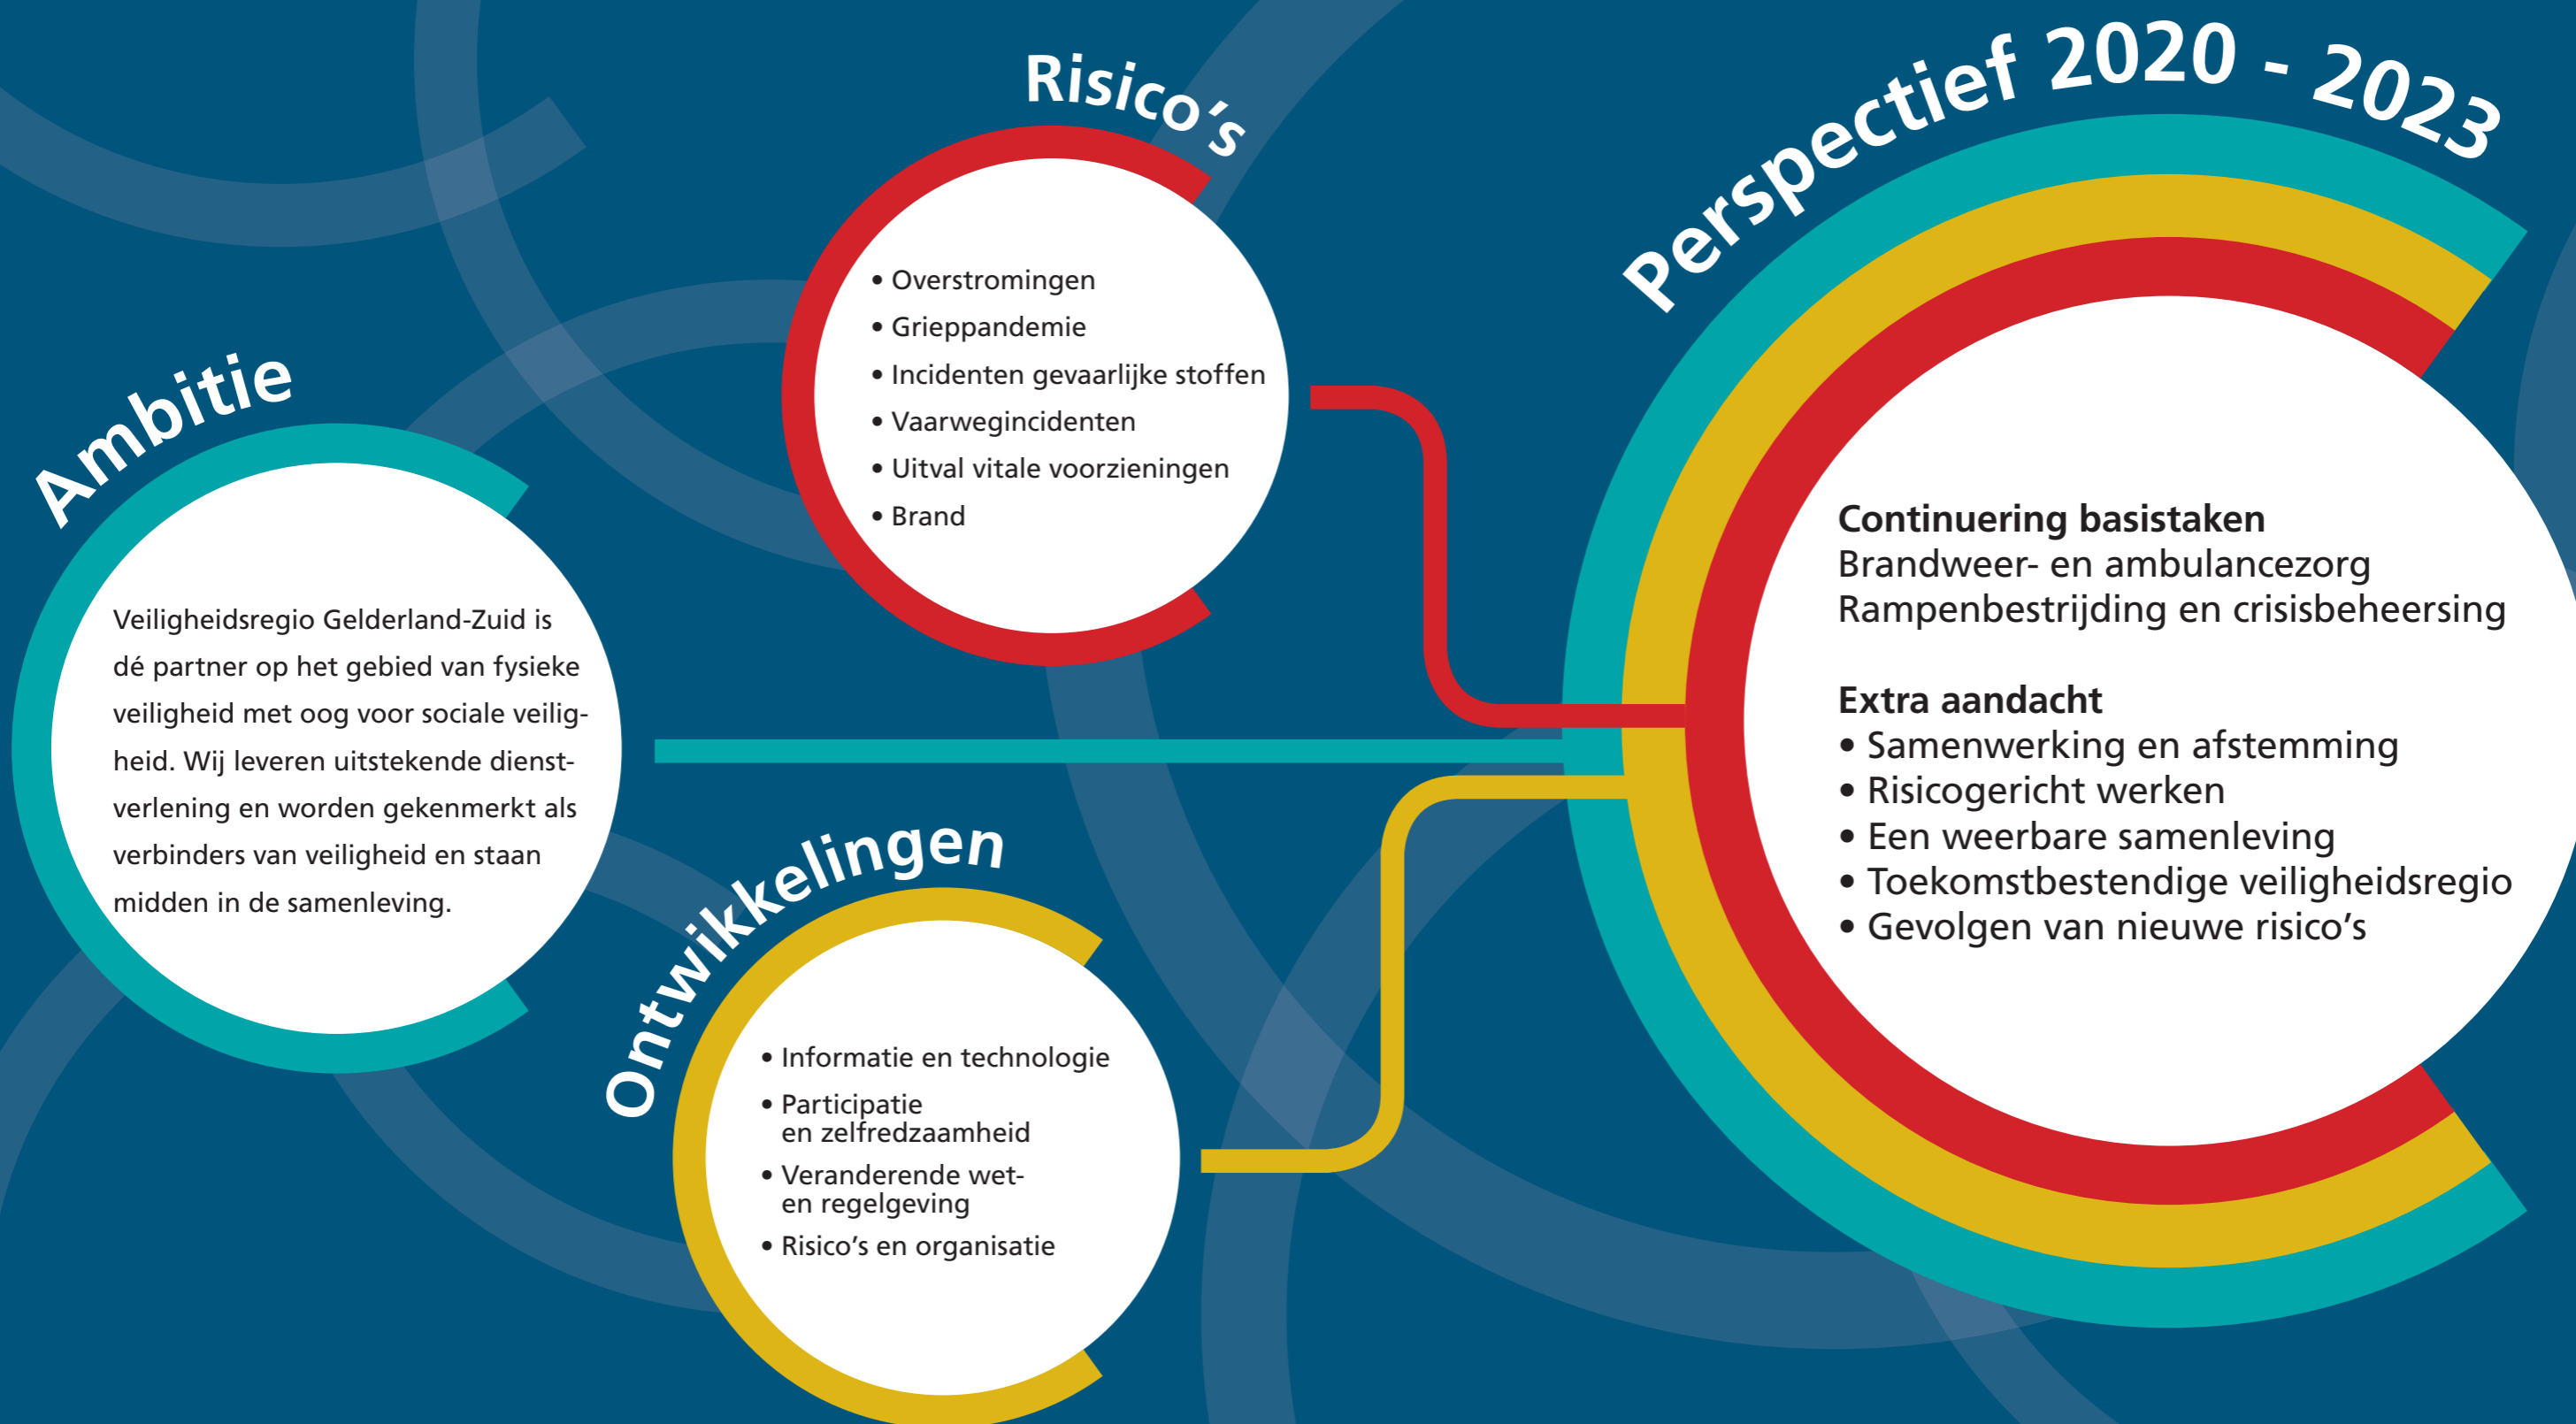 Ambitie
Veiligheidsregio Gelderland-Zuid is
dé partner op het gebied van fysieke
veiligheid met oog voor sociale veilig-
heid. Wij leveren uitstekende dienst-
verlening en worden gekenmerkt als
verbinders van veiligheid en staan
midden in de samenleving.
Risico's
• Overstromingen
• Grieppandemie
• Incidenten gevaarlijke stoffen
• Vaarwegincidenten
• Uitval vitale voorzieningen
• Brand
Ontwikkelingen
• Informatie en technologie
• Participatie
en zelfredzaamheid
• Veranderende wet-
en regelgeving
• Risico's en organisatie
Perspectief 2020 - 2023
Continuering basistaken
Brandweer- en ambulancezorg
Rampenbestrijding en crisisbeheersing
Extra aandacht
• Samenwerking en afstemming
• Risicogericht werken
• Een weerbare samenleving
• Toekomstbestendige veiligheidsregio
• Gevolgen van nieuwe risico's